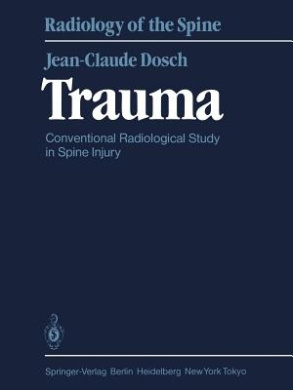 Radiology of the Spine
Jean-Claude Dosch
Trauma
Conventional Radiological Study
in Spine Injury
Springer-Verlag Berlin Heidelberg New York Tokyo